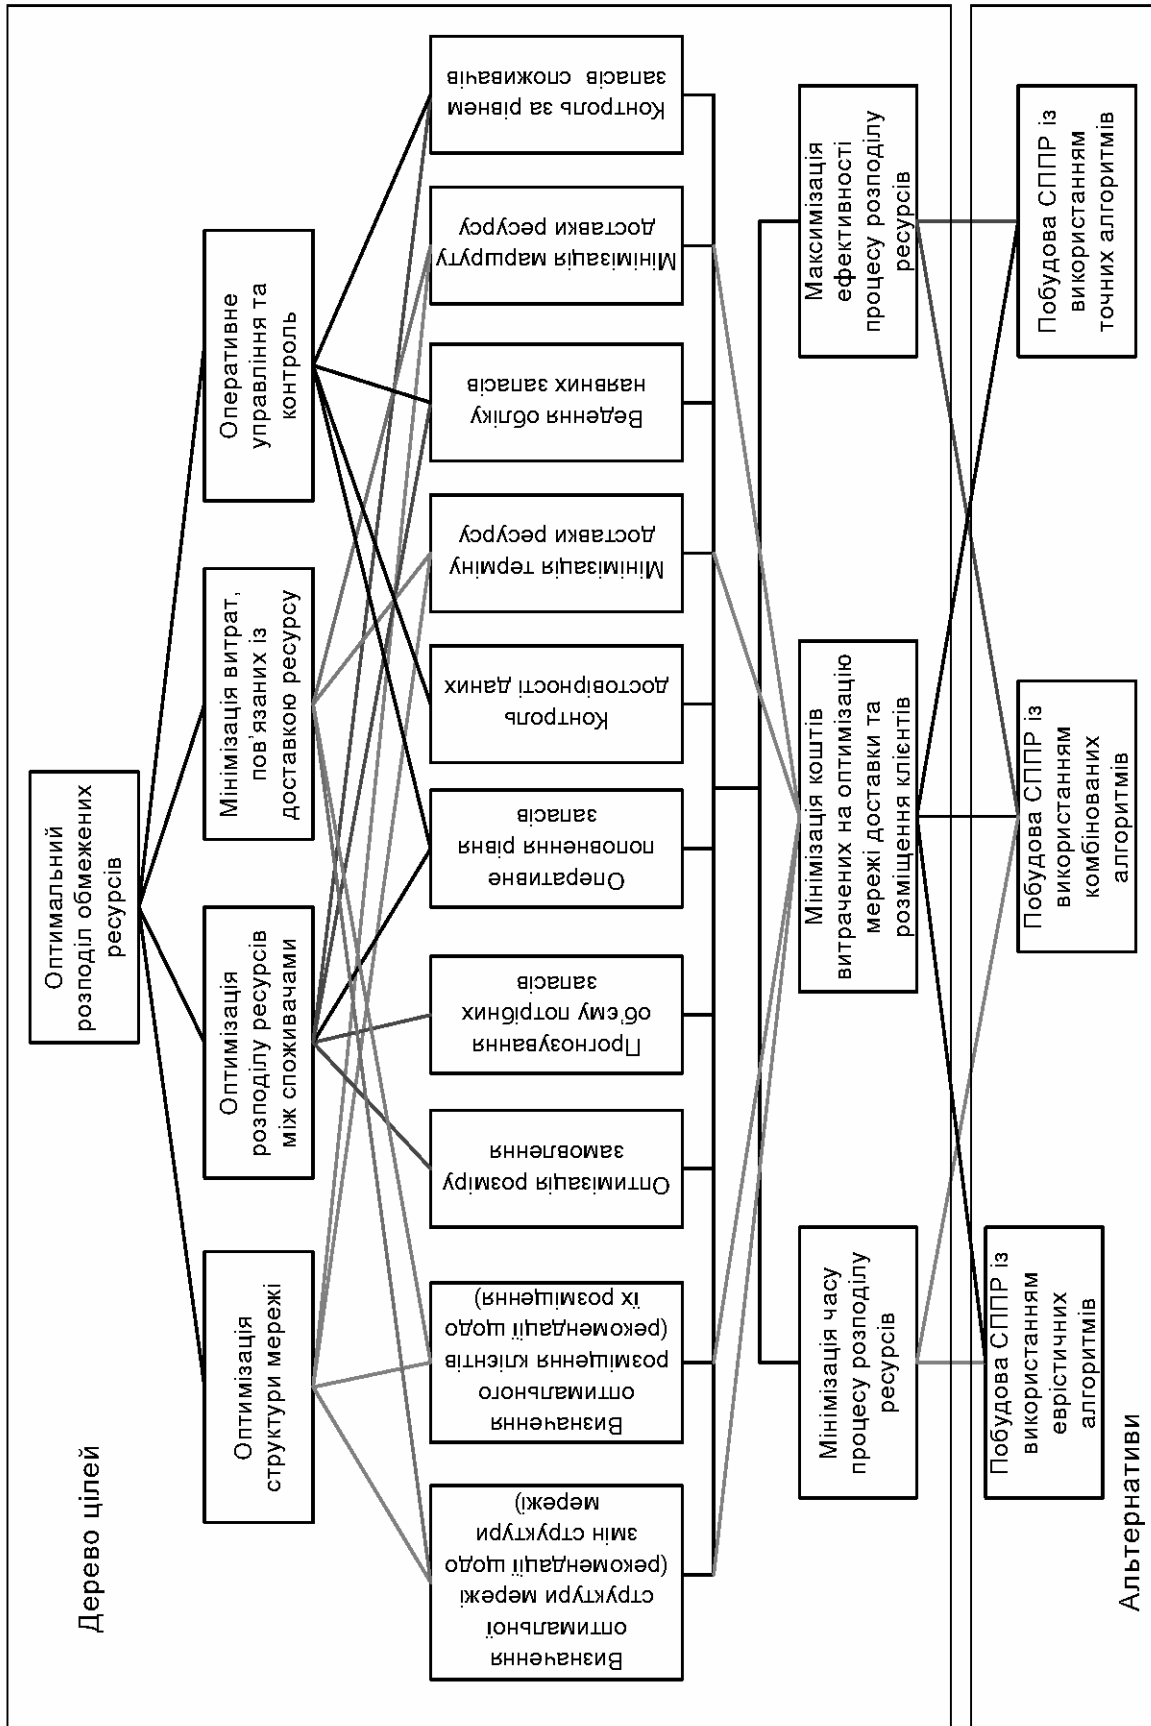 Дерево цілей
Оптимальний
розподіл обмежених
ресурсів
Оптимізація
структури мережі
Оптимізація
розподілу ресурсів
між споживачами
Мінімізація витрат,
пов'язаних із
доставкою ресурсу
Оперативне
управління та
контроль
Визначення
оптимальної
структури мережі
(рекомендації щодо
змін структури
мережі)
Визначення
оптимального
розміщення клієнтів
(рекомендації щодо
їх розміщення)
Оптимізація розміру
замовлення
Прогнозування
об'єму потрібних
запасів
Оперативне
поповнення рівня
запасів
Контроль
достовірності даних
Мінімізація терміну
доставки ресурсу
Ведення обліку
наявних запасів
Мінімізація маршруту
доставки ресурсу
Контроль за рівнем
запасів споживачів
Мінімізація часу
процесу розподілу
ресурсів
Мінімізація коштів
витрачених на оптимізацію
мережі доставки та
розміщення клієнтів
Максимізація
ефективності
процесу розподілу
ресурсів
Побудова СППР із
використанням
еврістичних
алгоритмів
Побудова СППР із
використанням
комбінованих
алгоритмів
Побудова СППР із
використанням
точних алгоритмів
Альтернативи